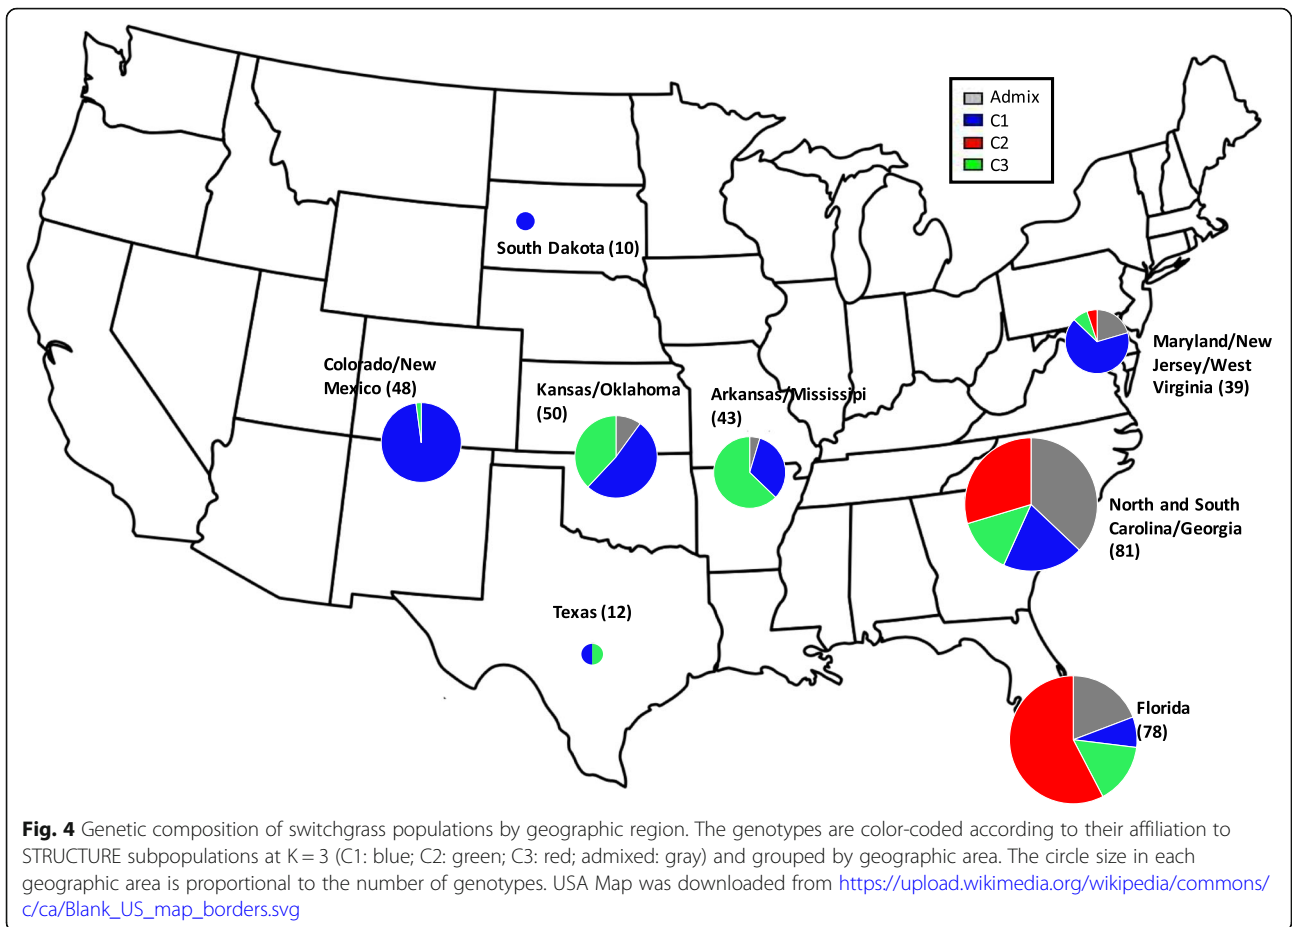 Admix
C1
C2
C3
South Dakota (10)
Colorado/New
Mexico (48)
Kansas/Oklahoma
(50)
Arkansas/Mississipi
(43)
Maryland/New
Jersey/West
Virginia (39)
North and South
Carolina/Georgia
(81)
Texas (12)
Florida
(78)
Fig. 4 Genetic composition of switchgrass populations by geographic region. The genotypes are color-coded according to their affiliation to
STRUCTURE subpopulations at K = 3 (C1: blue; C2: green; C3: red; admixed: gray) and grouped by geographic area. The circle size in each
geographic area is proportional to the number of genotypes. USA Map was downloaded from https://upload.wikimedia.org/wikipedia/commons/
c/ca/Blank_US_map_borders.svg